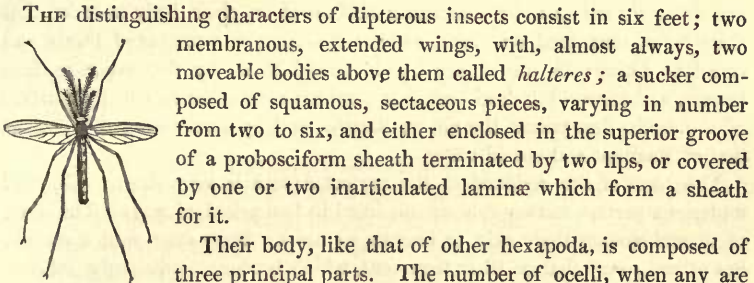 THE distinguishing characters of dipterous insects consist in six feet; two
membranous, extended wings, with, almost always, two
moveable bodies above them called halteres; a sucker com-
posed of squamous, sectaceous pieces, varying in number
from two to six, and either enclosed in the superior groove
of a probosciform sheath terminated by two lips, or covered
by one or two inarticulated laminæ which form a sheath
for it.
Their body, like that of other hexapoda, is composed of
three principal parts. The number of ocelli, when any are